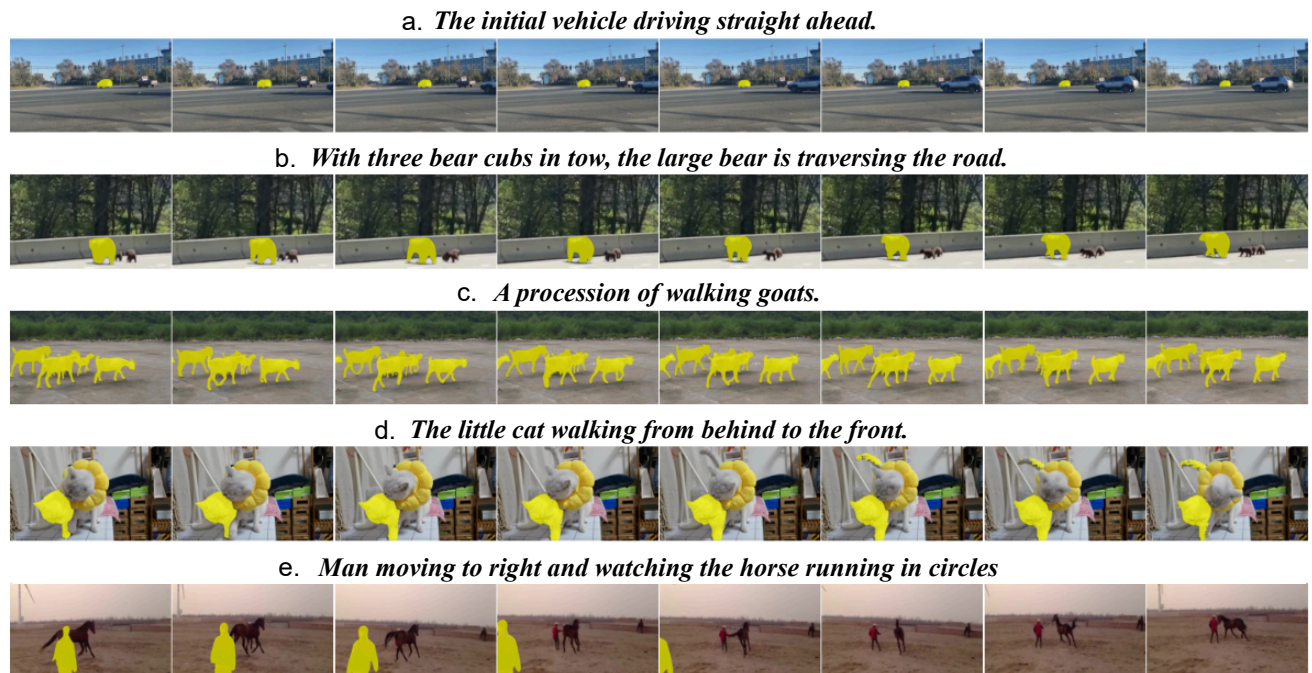 a. The initial vehicle driving straight ahead.
b. With three bear cubs in tow, the large bear is traversing the road.
c. A procession of walking goats.
d. The little cat walking from behind to the front.
e. Man moving to right and watching the horse running in circles